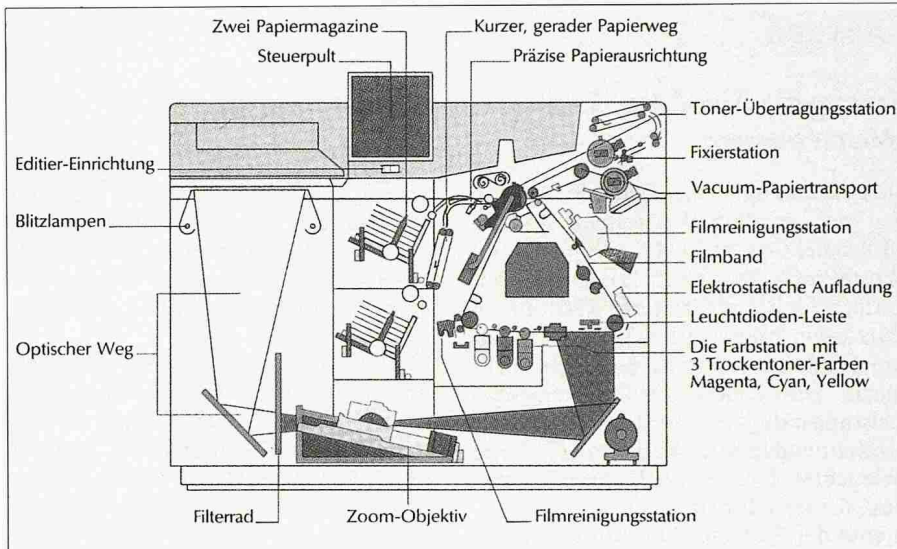 Zwei Papiermagazine
Kurzer, gerader Papierweg
Steuerpult
Präzise Papierausrichtung
Toner-Übertragungsstation
Editier-Einrichtung
Fixierstation
Vacuum-Papiertransport
Blitzlampen
Filmreinigungsstation
Filmband
Elektrostatische Aufladung
Leuchtdioden-Leiste
Optischer Weg
Die Farbstation mit
3 Trockentoner-Farben
Magenta, Cyan, Yellow
Filterrad
Zoom-Objektiv
Filmreinigungsstation